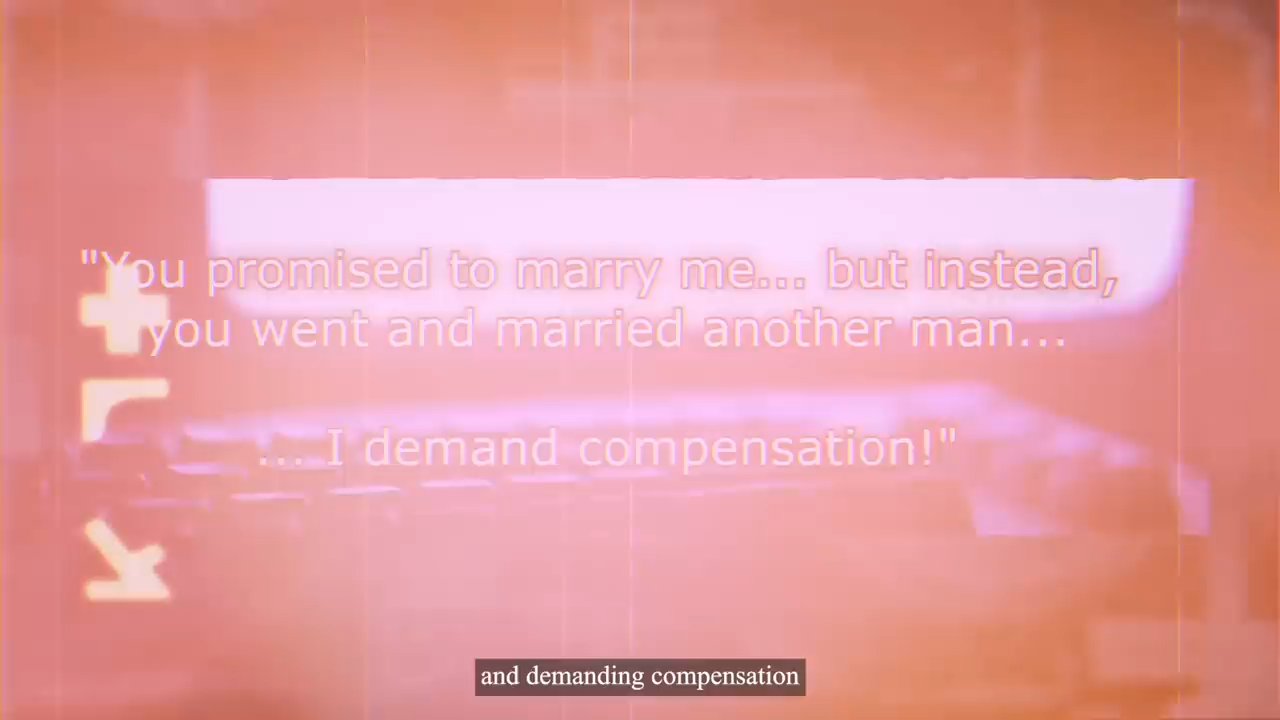 "You promised to marry me... but instead,
you went and married another man...
... I demand compensation!"
and demanding compensation